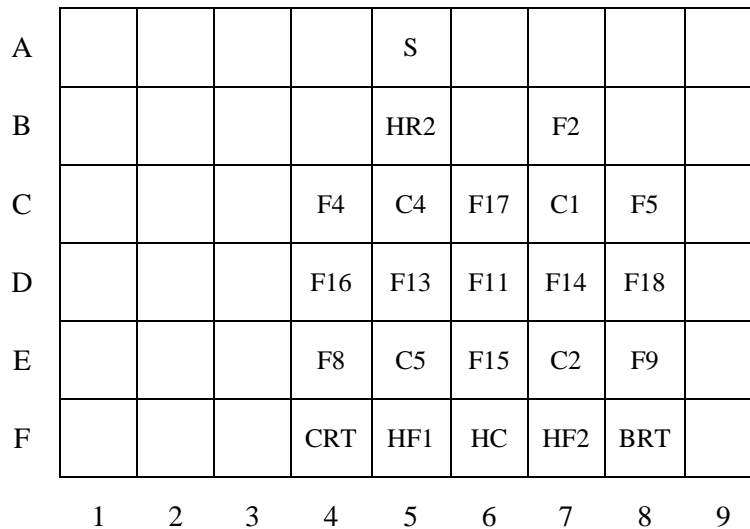 A S
B HR2 F2
C F4 C4 F17 C1 F5
D F16 F13 F11 F14 F18
E F8 C5 F15 C2 F9
F CRT HF1 HC HF2 BRT
1 2 3 4 5 6 7 8 9